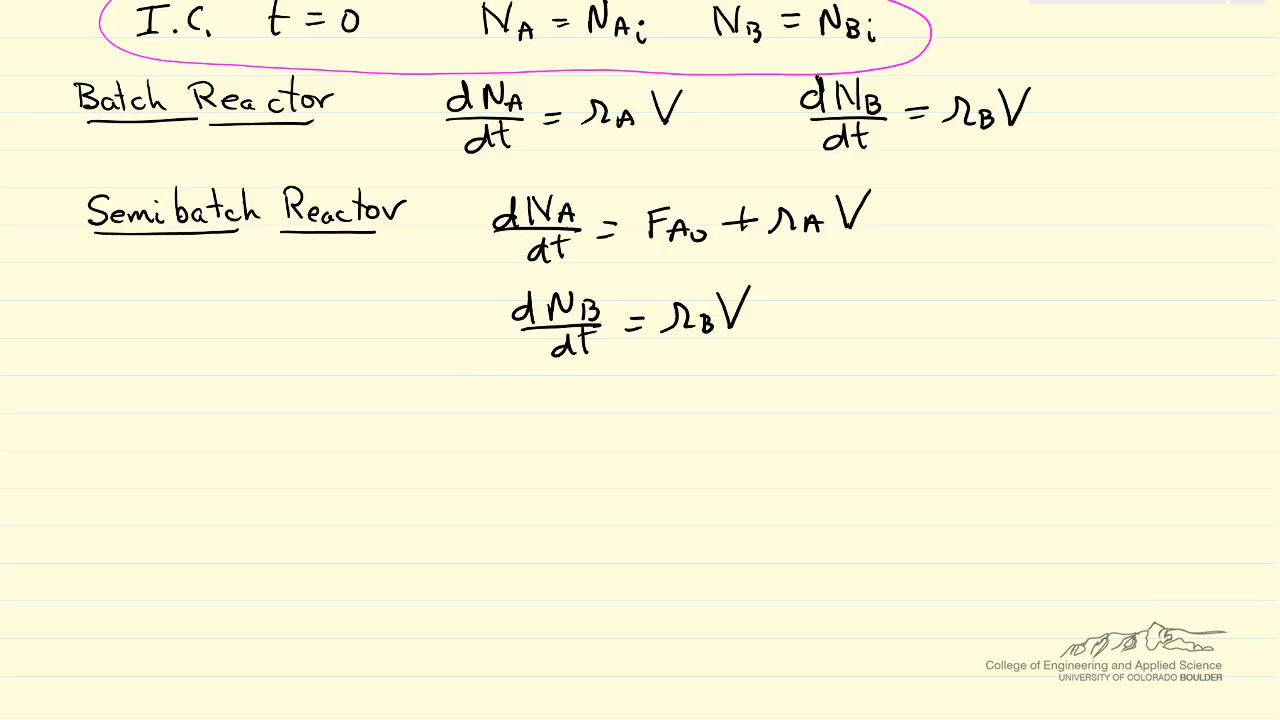 I.C. t = 0 N_A = N_Ai N_B = N_Bi
Batch Reactor dN_A/dt = r_A V dN_B/dt = r_B V
Semibatch Reactor dN_A/dt = F_A0 + r_A V
dN_B/dt = r_B V
College of Engineering and Applied Science
UNIVERSITY OF COLORADO BOULDER